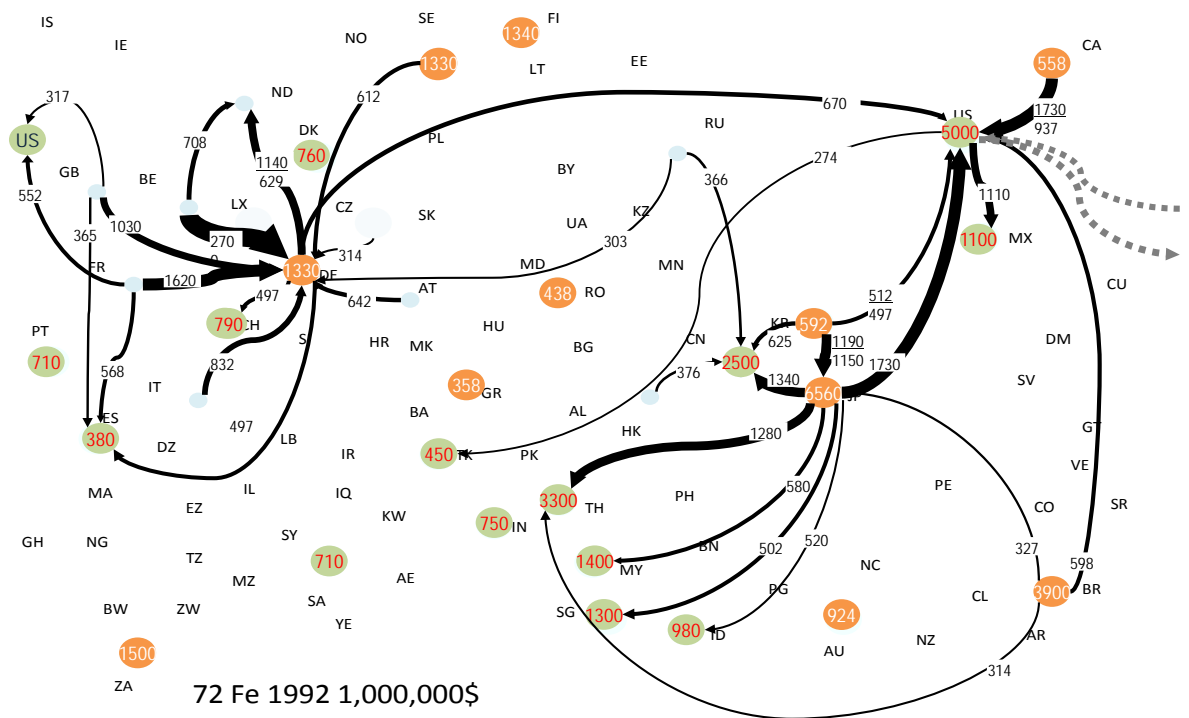 IS
IE
NO
SE
FI
1340
1330
LT
EE
CA
558
317
ND
612
670
1730
937
US
US
5000
DK
760
708
PL
RU
274
1140
629
GB
BE
BY
366
552
LX
CZ
SK
KZ
UA
1110
365
1030
270
0
314
303
1100
MX
FR
1620
1330
DE
MD
MN
497
642
AT
438
RO
512
497
CU
PT
710
790
CH
S
HR
MK
HU
BG
CN
KR
592
625
1190
1150
DM
568
IT
832
358
GR
376
2500
1340
1730
6560
JP
SV
ES
380
DZ
497
LB
BA
AL
HK
1280
GT
IR
450
TK
PK
VE
MA
EZ
IL
IQ
3300
TH
580
PH
PE
CO
SR
GH
NG
SY
KW
750
IN
502
520
BN
327
TZ
710
1400
MY
NC
598
MZ
AE
PG
3900
BR
BW
ZW
SA
YE
SG
1300
980
ID
924
CL
1500
AU
NZ
AR
ZA
314
72 Fe 1992 1,000,000$